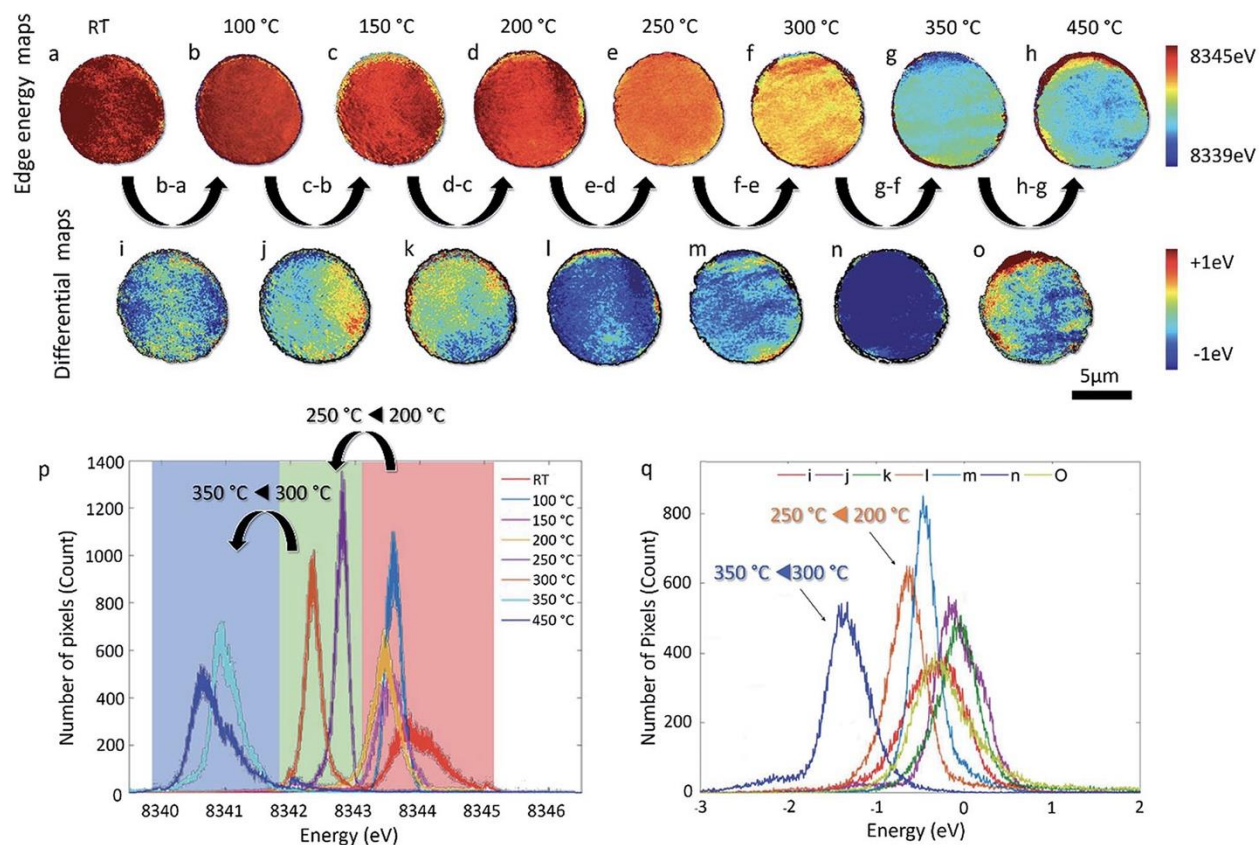 RT 100 °C 150 °C 200 °C 250 °C 300 °C 350 °C 450 °C
Edge energy maps
a b c d e f g h
8345eV
8339eV
b-a c-b d-c e-d f-e g-f h-g
Differential maps
i j k l m n o
+1eV
-1eV
5μm
250 °C ◀ 200 °C
p
350 °C ◀ 300 °C
Number of pixels (Count)
1400
1200
1000
800
600
400
200
0
RT
100 °C
150 °C
200 °C
250 °C
300 °C
350 °C
450 °C
8340 8341 8342 8343 8344 8345 8346
Energy (eV)
q
i j k l m n O
250 °C ◀ 200 °C
350 °C ◀300 °C
Number of Pixels (Count)
800
600
400
200
0
-3 -2 -1 0 1 2
Energy (eV)